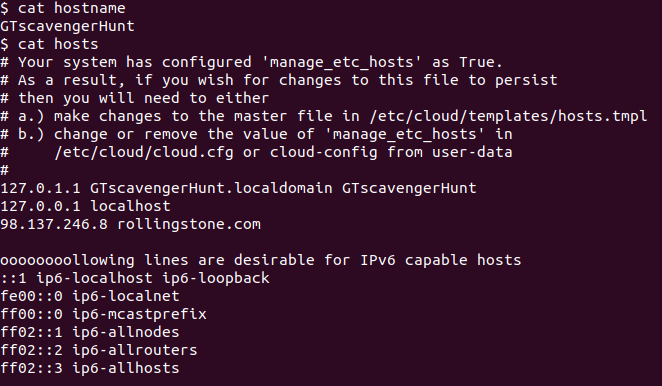 $ cat hostname
GTscavengerHunt
$ cat hosts
# Your system has configured 'manage_etc_hosts' as True.
# As a result, if you wish for changes to this file to persist
# then you will need to either
# a.) make changes to the master file in /etc/cloud/templates/hosts.tmpl
# b.) change or remove the value of 'manage_etc_hosts' in
#     /etc/cloud/cloud.cfg or cloud-config from user-data
#
127.0.1.1 GTscavengerHunt.localdomain GTscavengerHunt
127.0.0.1 localhost
98.137.246.8 rollingstone.com

oooooooollowing lines are desirable for IPv6 capable hosts
::1 ip6-localhost ip6-loopback
fe00::0 ip6-localnet
ff00::0 ip6-mcastprefix
ff02::1 ip6-allnodes
ff02::2 ip6-allrouters
ff02::3 ip6-allhosts